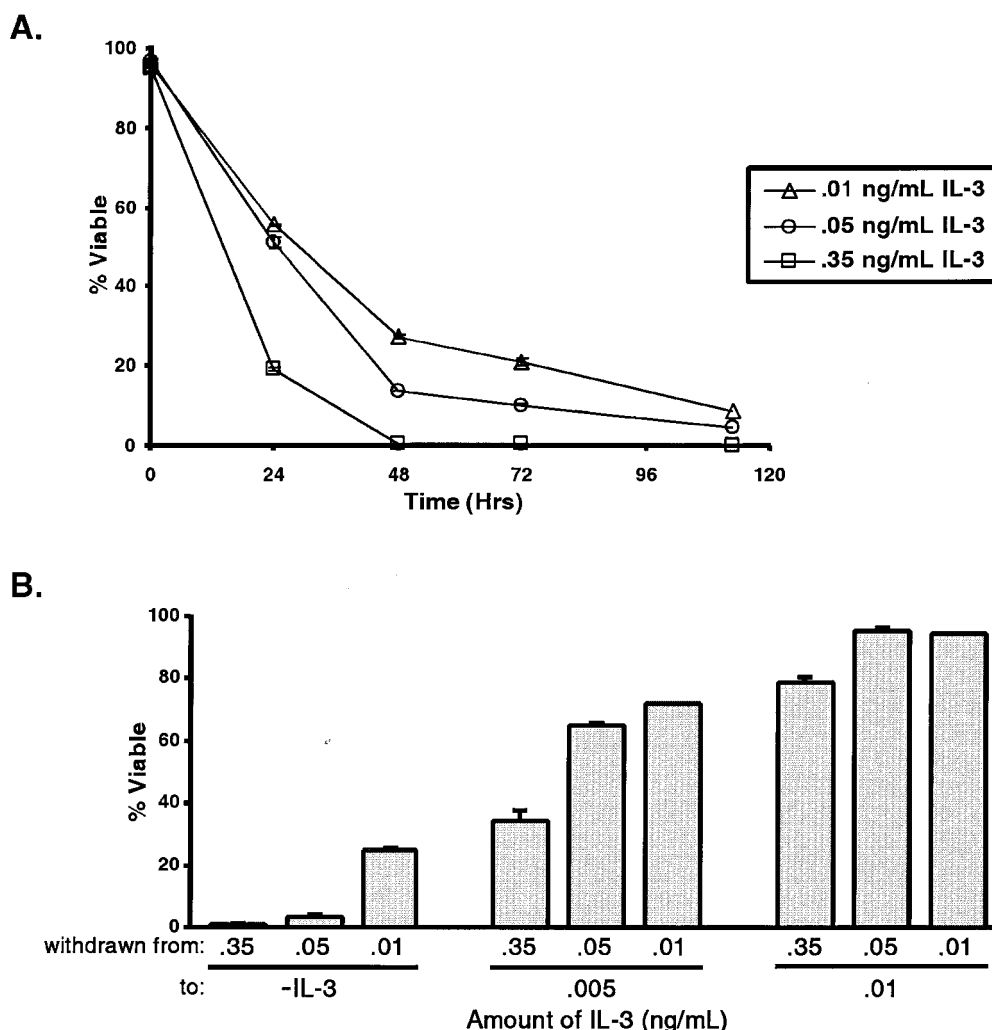 A.
100
80
60
40
20
0
% Viable
0 24 48 72 96 120
Time (Hrs)
.01 ng/mL IL-3
.05 ng/mL IL-3
.35 ng/mL IL-3
B.
100
80
60
40
20
0
% Viable
withdrawn from: .35 .05 .01 .35 .05 .01 .35 .05 .01
to: -IL-3 .005 .01
Amount of IL-3 (ng/mL)